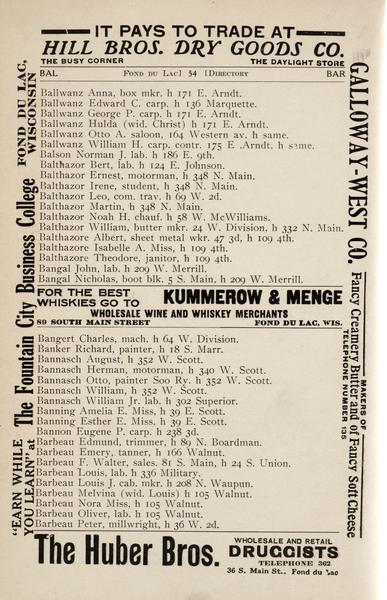 IT PAYS TO TRADE AT
HILL BROS. DRY GOODS CO.
THE BUSY CORNER THE DAYLIGHT STORE
BAL FOND DU LAC] 54 [DIRECTORY BAR
Ballwanz Anna, box mkr. h 171 E. Arndt.
Ballwanz Edward C. carp. h 136 Marquette.
Ballwanz George P. carp. h 171 E. Arndt.
Ballwanz Hulda (wid. Christ) h 171 E. Arndt.
Ballwanz Otto A. saloon, 164 Western av. h same.
Ballwanz William H. carp. contr. 175 E. Arndt. h same.
Balson Norman J. lab. h 186 E. 9th.
Balthazor Bert, lab. h 124 E. Johnson.
Balthazor Ernest, motorman, h 348 N. Main.
Balthazor Irene, student, h 348 N. Main.
Balthazor Leo, com. trav. h 69 W. 2d.
Balthazor Martin, h 348 N. Main.
Balthazor Noah H. chauf. h 58 W. McWilliams.
Balthazor William, butter mkr. 24 W. Division, h 332 N. Main.
Balthazore Albert, sheet metal wkr. 47 3d, h 109 4th.
Balthazore Isabelle A. Miss, h 109 4th.
Balthazore Theodore, janitor, h 109 4th.
Bangal John, lab. h 209 W. Merrill.
Bangal Nicholas, boot blk. 5 S. Main, h 209 W. Merrill.
FOR THE BEST
WHISKIES GO TO KUMMEROW & MENGE
WHOLESALE WINE AND WHISKEY MERCHANTS
89 SOUTH MAIN STREET FOND DU LAC, WIS.
Bangert Charles, mach. h 64 W. Division.
Banker Richard, painter, h 18 S. Marr.
Bannasch August, h 352 W. Scott.
Bannasch Herman, motorman, h 340 W. Scott.
Bannasch Otto, painter Soo Ry. h 352 W. Scott.
Bannasch William, h 352 W. Scott.
Bannasch William Jr. lab. h 302 Superior.
Banning Amelia E. Miss, h 39 E. Scott.
Banning Esther E. Miss, h 39 E. Scott.
Bannon Eugene P. carp. h 238 3d.
Barbeau Edmund, trimmer, h 89 N. Boardman.
Barbeau Emery, tanner, h 166 Walnut.
Barbeau F. Walter, sales. 81 S. Main, h 24 S. Union.
Barbeau Louis, lab. h 336 Military.
Barbeau Louis J. cab. mkr. h 208 N. Waupun.
Barbeau Melvina (wid. Louis) h 105 Walnut.
Barbeau Nora Miss, h 105 Walnut.
Barbeau Oliver, lab. h 105 Walnut.
Barbeau Peter, millwright, h 36 W. 2d.
The Huber Bros.
WHOLESALE AND RETAIL
DRUGGISTS
TELEPHONE 362
36 S. Main St., Fond du Lac
"EARN WHILE
YOU LEARN" at The Fountain City Business College FOND DU LAC,
WISCONSIN
GALLOWAY-WEST CO.
MAKERS OF
TELEPHONE NUMBER 135
Fancy Creamery Butter and of Fancy Soft Cheese